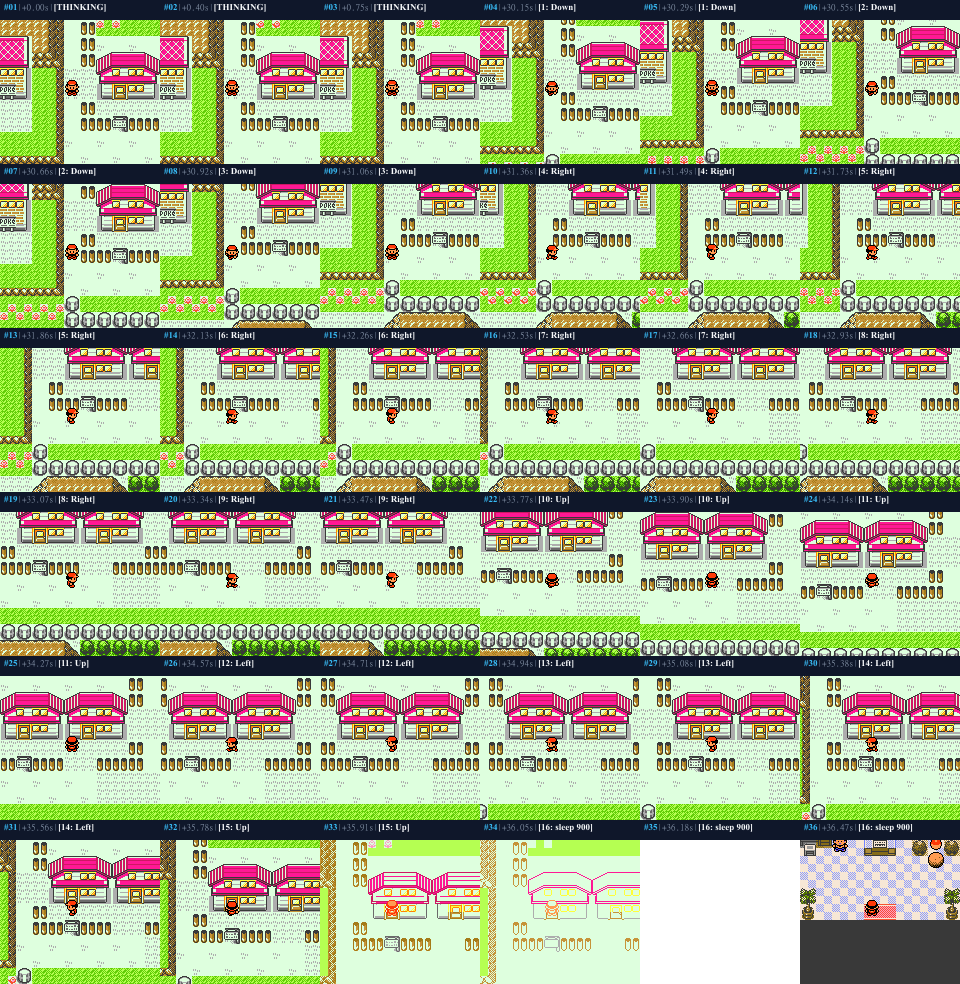 #01 | +0.00s | [THINKING]
#02 | +0.40s | [THINKING]
#03 | +0.75s | [THINKING]
#04 | +30.15s | [1: Down]
#05 | +30.29s | [1: Down]
#06 | +30.55s | [2: Down]
POKE
POKE
POKE
POKE
POKE
#07 | +30.66s | [2: Down]
#08 | +30.92s | [3: Down]
#09 | +31.06s | [3: Down]
#10 | +31.36s | [4: Right]
#11 | +31.49s | [4: Right]
#12 | +31.73s | [5: Right]
POKE
POKE
POKE
#13 | +31.86s | [5: Right]
#14 | +32.13s | [6: Right]
#15 | +32.26s | [6: Right]
#16 | +32.53s | [7: Right]
#17 | +32.66s | [7: Right]
#18 | +32.93s | [8: Right]
#19 | +33.07s | [8: Right]
#20 | +33.34s | [9: Right]
#21 | +33.47s | [9: Right]
#22 | +33.77s | [10: Up]
#23 | +33.90s | [10: Up]
#24 | +34.14s | [11: Up]
#25 | +34.27s | [11: Up]
#26 | +34.57s | [12: Left]
#27 | +34.71s | [12: Left]
#28 | +34.94s | [13: Left]
#29 | +35.08s | [13: Left]
#30 | +35.38s | [14: Left]
#31 | +35.56s | [14: Left]
#32 | +35.78s | [15: Up]
#33 | +35.91s | [15: Up]
#34 | +36.05s | [16: sleep 900]
#35 | +36.18s | [16: sleep 900]
#36 | +36.47s | [16: sleep 900]